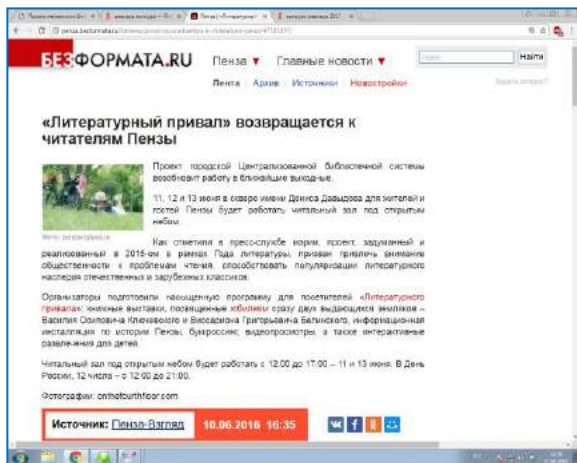 БЕЗФОРМАТА.RU
Пенза ▼ Главные новости ▼
Найти
Лента Архив Источники Новостройки
«Литературный привал» возвращается к
читателям Пензы
Проект городской Централизованной библиотечной системы
возобновит работу в ближайшие выходные.
11, 12 и 13 июня в сквере имени Дениса Давыдова для жителей и
гостей Пензы будет работать читальный зал под открытым
небом.
Как отметили в пресс-службе мэрии, проект, задуманный и
реализованный в 2015-ом в рамках Года литературы, призван привлечь внимание
общественности к проблемам чтения, способствовать популяризации литературного
наследия отечественных и зарубежных классиков.
Организаторы подготовили насыщенную программу для посетителей «Литературного
привала»: книжные выставки, посвященные юбилеям сразу двух выдающихся земляков –
Василия Осиповича Ключевского и Виссариона Григорьевича Белинского, информационная
инсталляция по истории Пензы, буккроссинг, видеопросмотры, а также интерактивные
развлечения для детей.
Читальный зал под открытым небом будет работать с 12:00 до 17:00 – 11 и 13 июня. В День
России, 12 числа – с 12:00 до 21:00.
Фотографии: onthefourthfloor.com
Источник: Пенза-Взгляд 10.06.2016 16:35